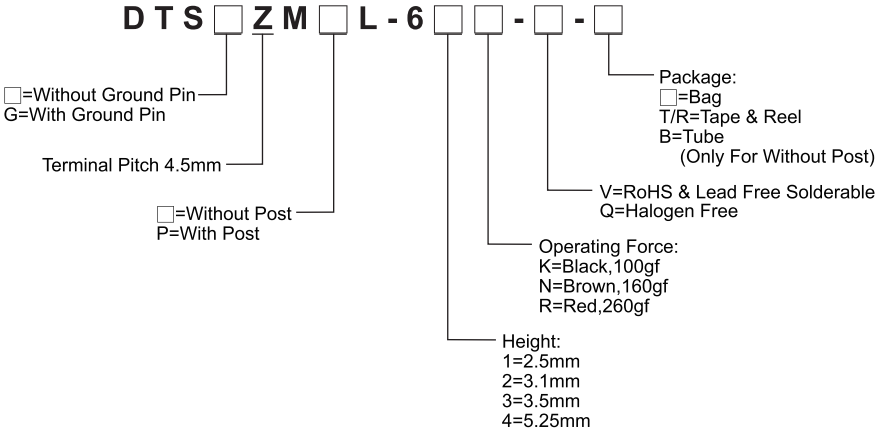 DTS□ZM□L-6□□-□-□
□=Without Ground Pin
G=With Ground Pin
Terminal Pitch 4.5mm
□=Without Post
P=With Post
Package:
□=Bag
T/R=Tape & Reel
B=Tube
(Only For Without Post)
V=RoHS & Lead Free Solderable
Q=Halogen Free
Operating Force:
K=Black,100gf
N=Brown,160gf
R=Red,260gf
Height:
1=2.5mm
2=3.1mm
3=3.5mm
4=5.25mm